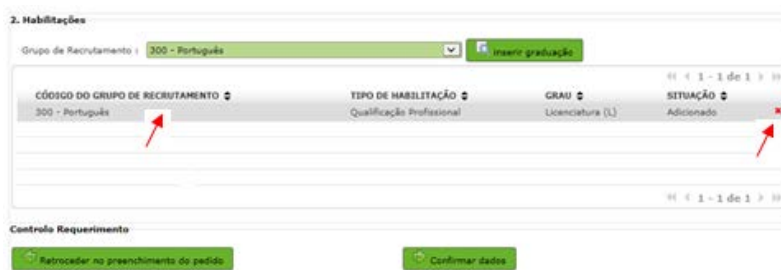 2. Habilitações
Grupo de Recrutamento : 300 - Português Inserir graduação
1 - 1 de 1
CÓDIGO DO GRUPO DE RECRUTAMENTO TIPO DE HABILITAÇÃO GRAU SITUAÇÃO
300 - Português Qualificação Profissional Licenciatura (L) Adicionado
1 - 1 de 1
Controlo Requerimento
Retroceder no preenchimento do pedido Confirmar dados